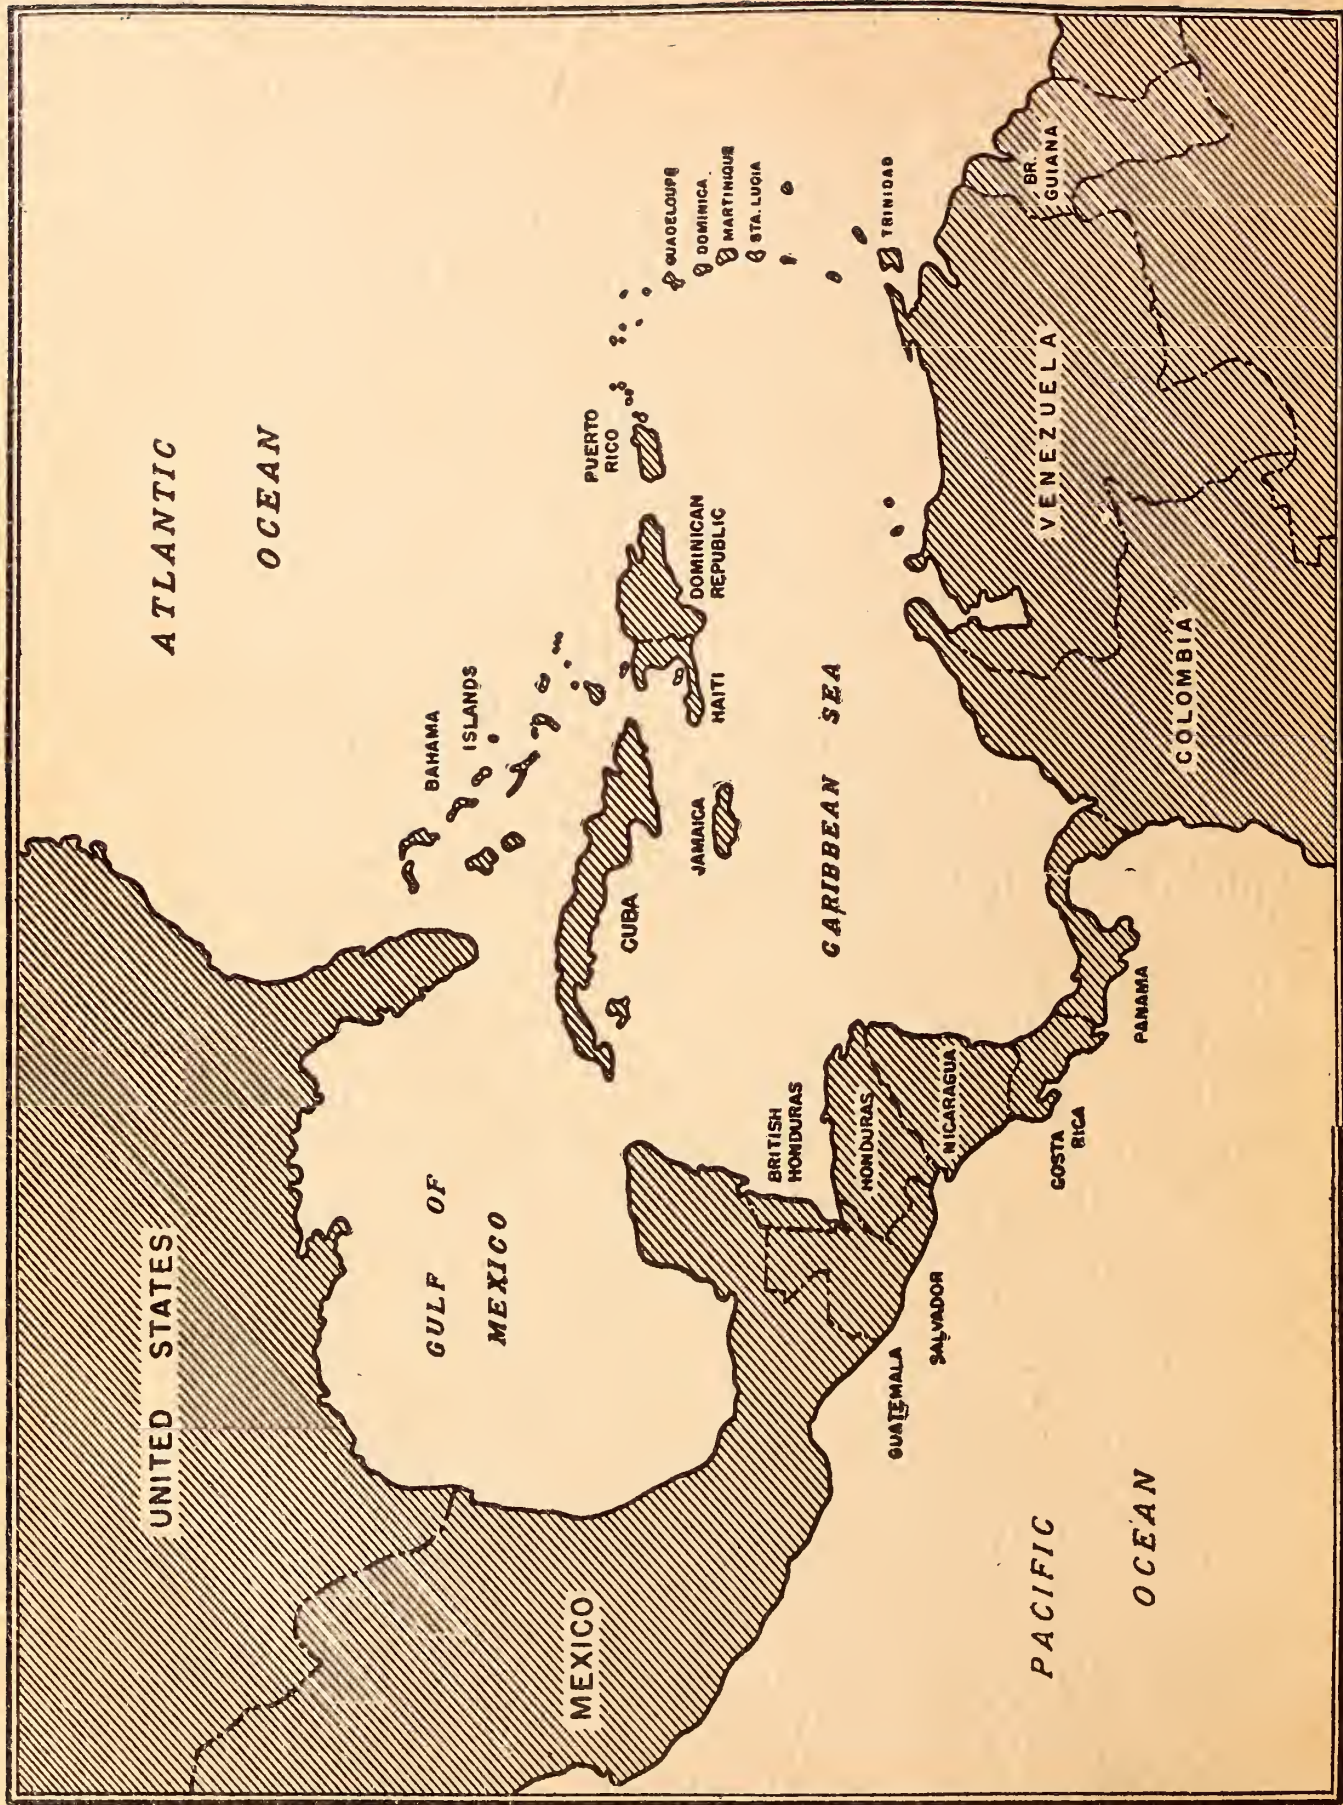 UNITED STATES
ATLANTIC
OCEAN
BAHAMA
ISLANDS
GULF OF
MEXICO
MEXICO
CUBA
PUERTO
RICO
JAMAICA
HAITI
DOMINICAN
REPUBLIC
GUADELOUPE
DOMINICA
MARTINIQUE
STA. LUCIA
BRITISH
HONDURAS
CARIBBEAN SEA
TRINIDAD
HONDURAS
GUATEMALA
SALVADOR
NICARAGUA
COSTA
RICA
PANAMA
VENEZUELA
BR.
GUIANA
COLOMBIA
PACIFIC
OCEAN